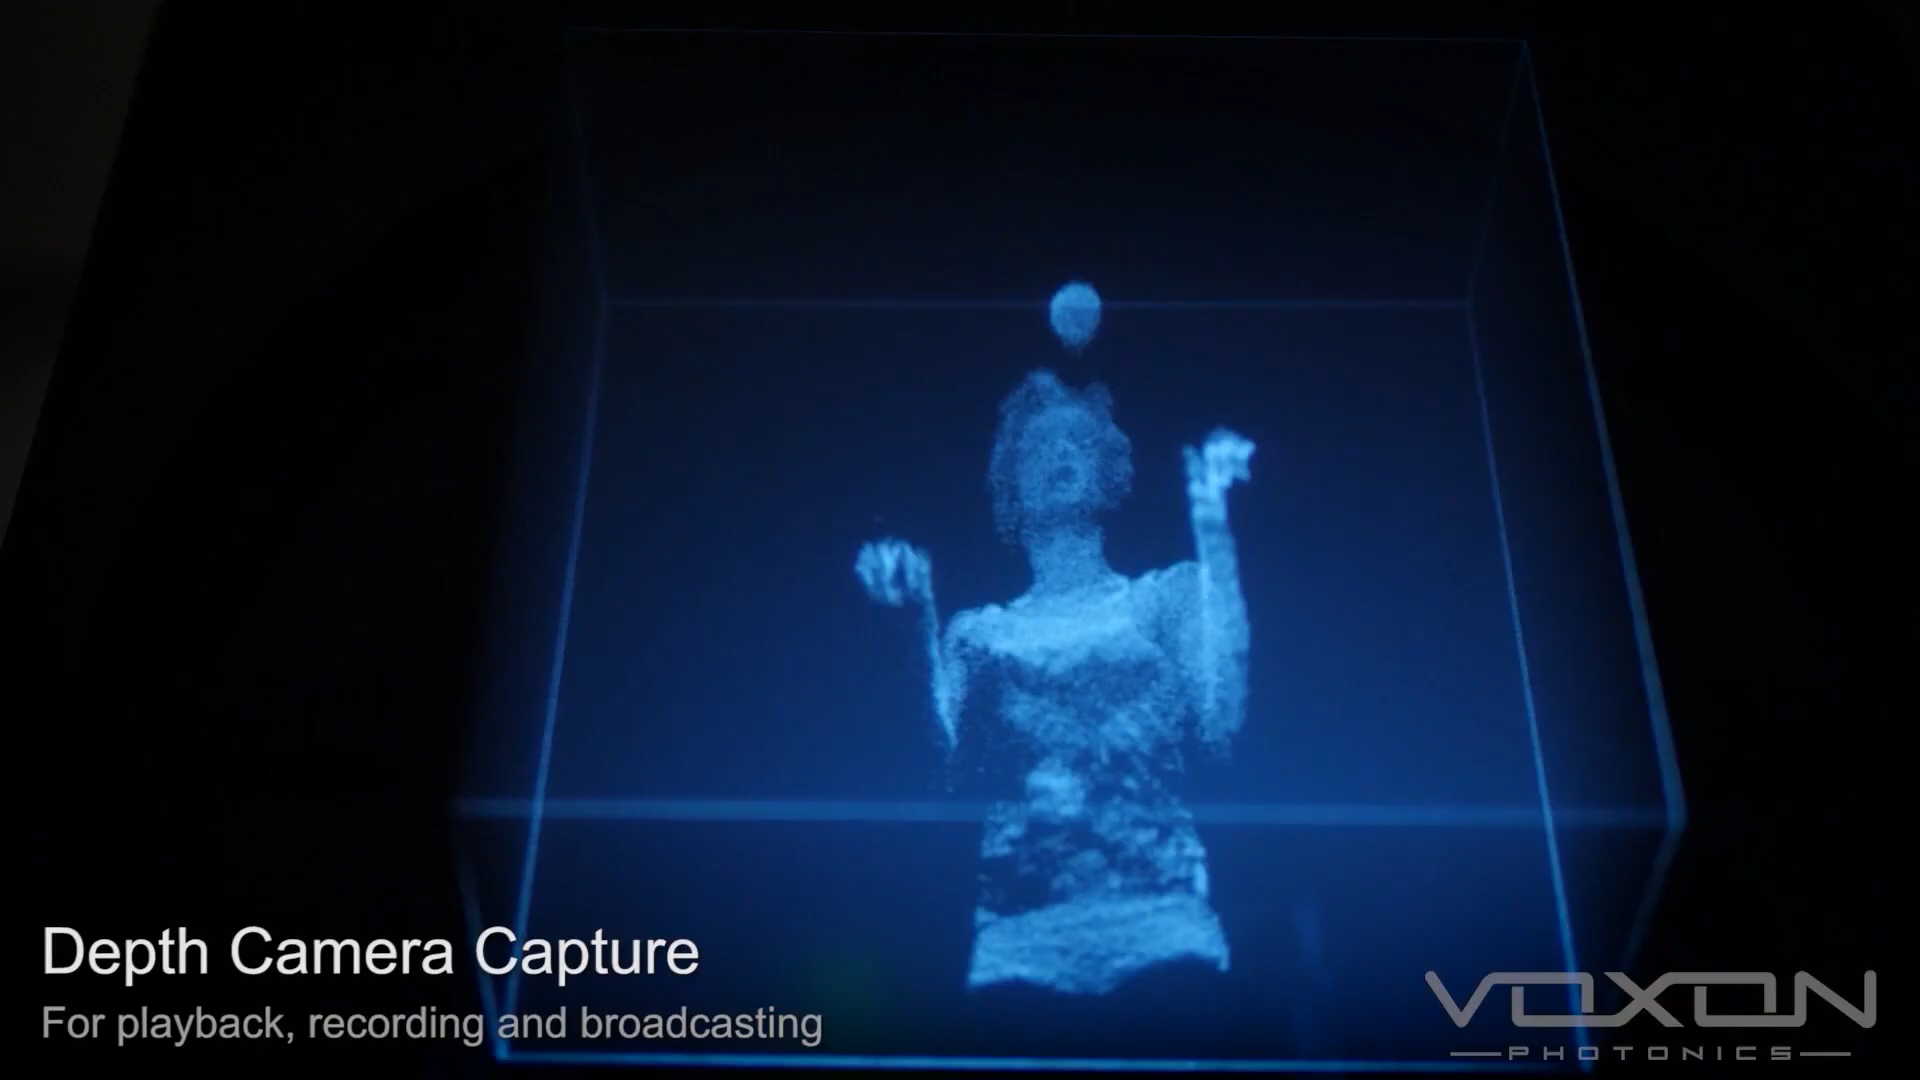 Depth Camera Capture
For playback, recording and broadcasting
VOXON
PHOTONICS